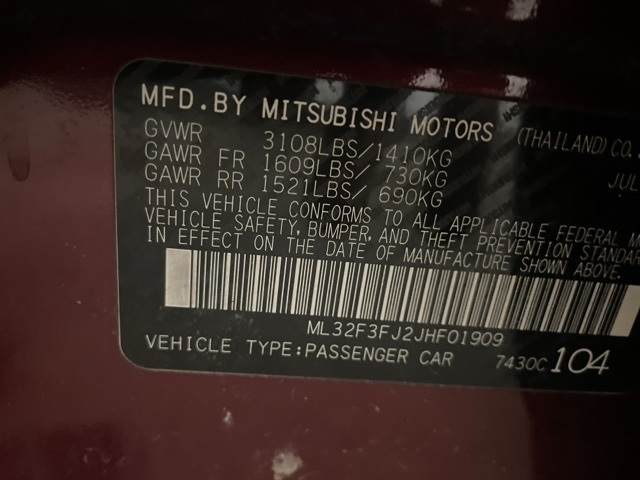 MFD.BY MITSUBISHI MOTORS (THAILAND) CO.
GVWR 3108LBS/1410KG JUL
GAWR FR 1609LBS/ 730KG
GAWR RR 1521LBS/ 690KG
THIS VEHICLE CONFORMS TO ALL APPLICABLE FEDERAL M
VEHICLE SAFETY, BUMPER, AND THEFT PREVENTION STANDAR
IN EFFECT ON THE DATE OF MANUFACTURE SHOWN ABOVE.
ML32F3FJ2JHF01909
VEHICLE TYPE:PASSENGER CAR 7430C 104